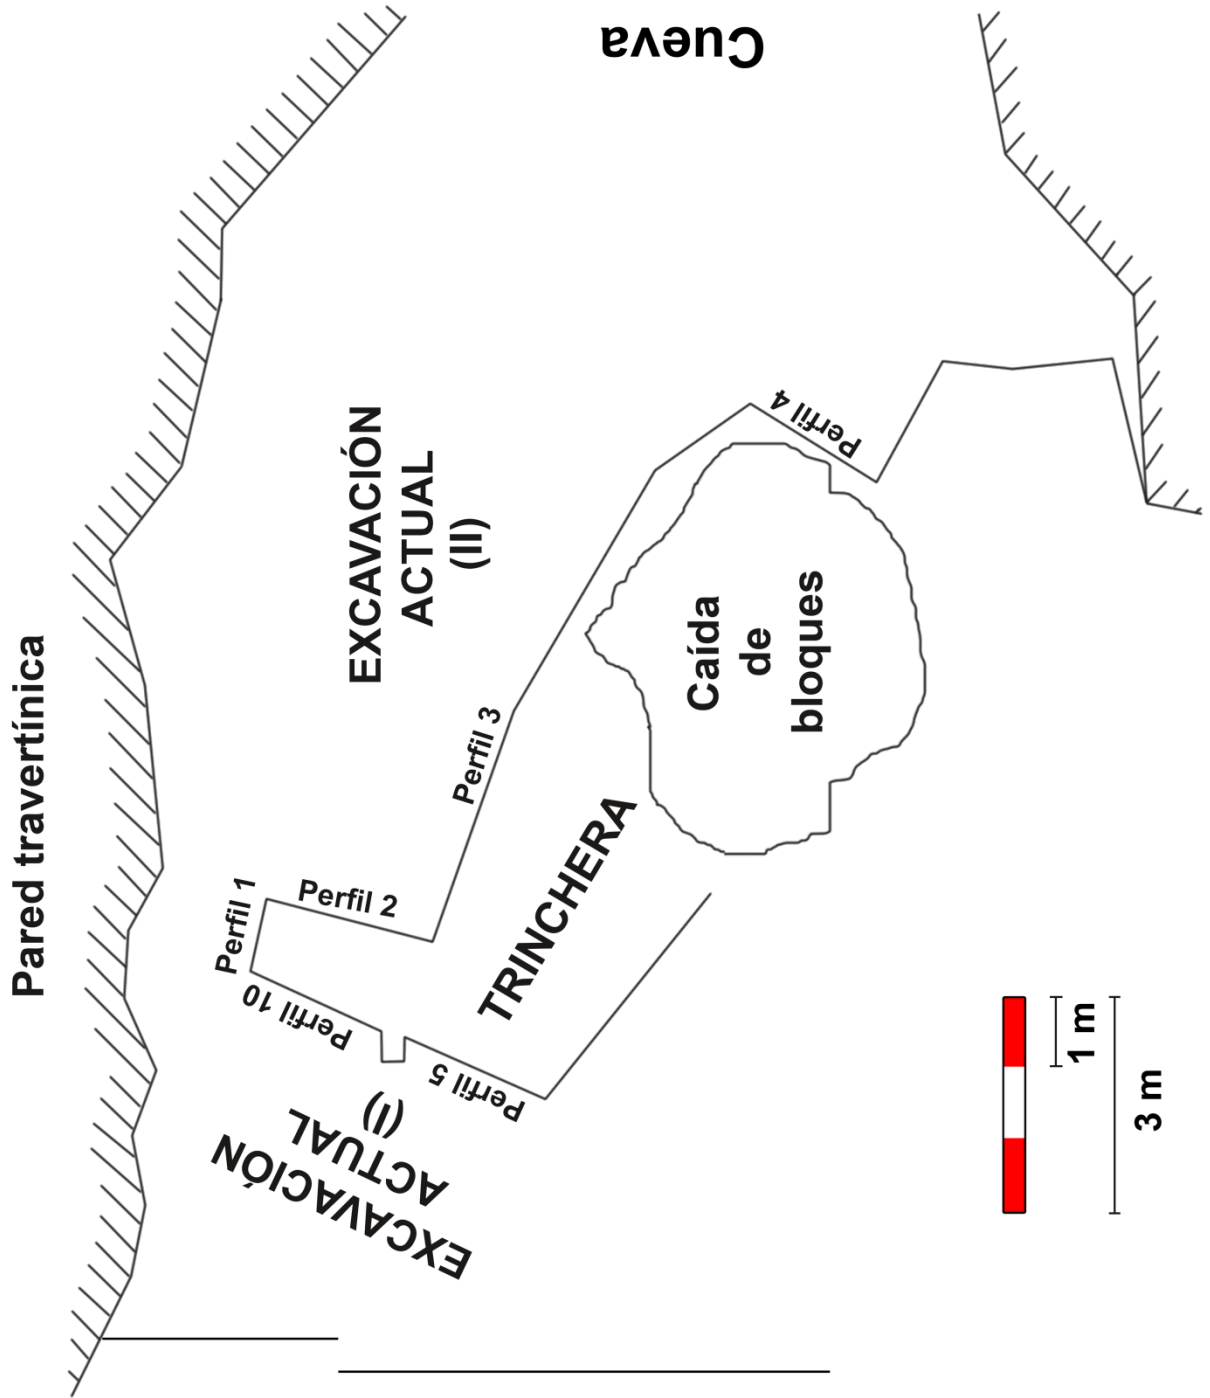 Cueva
Pared travertínica
EXCAVACIÓN
ACTUAL
(II)
Perfil 4
Caída
de
bloques
Perfil 3
TRINCHERA
Perfil 1
Perfil 2
Perfil 10
Perfil 5
EXCAVACIÓN
ACTUAL
(I)
1 m
3 m